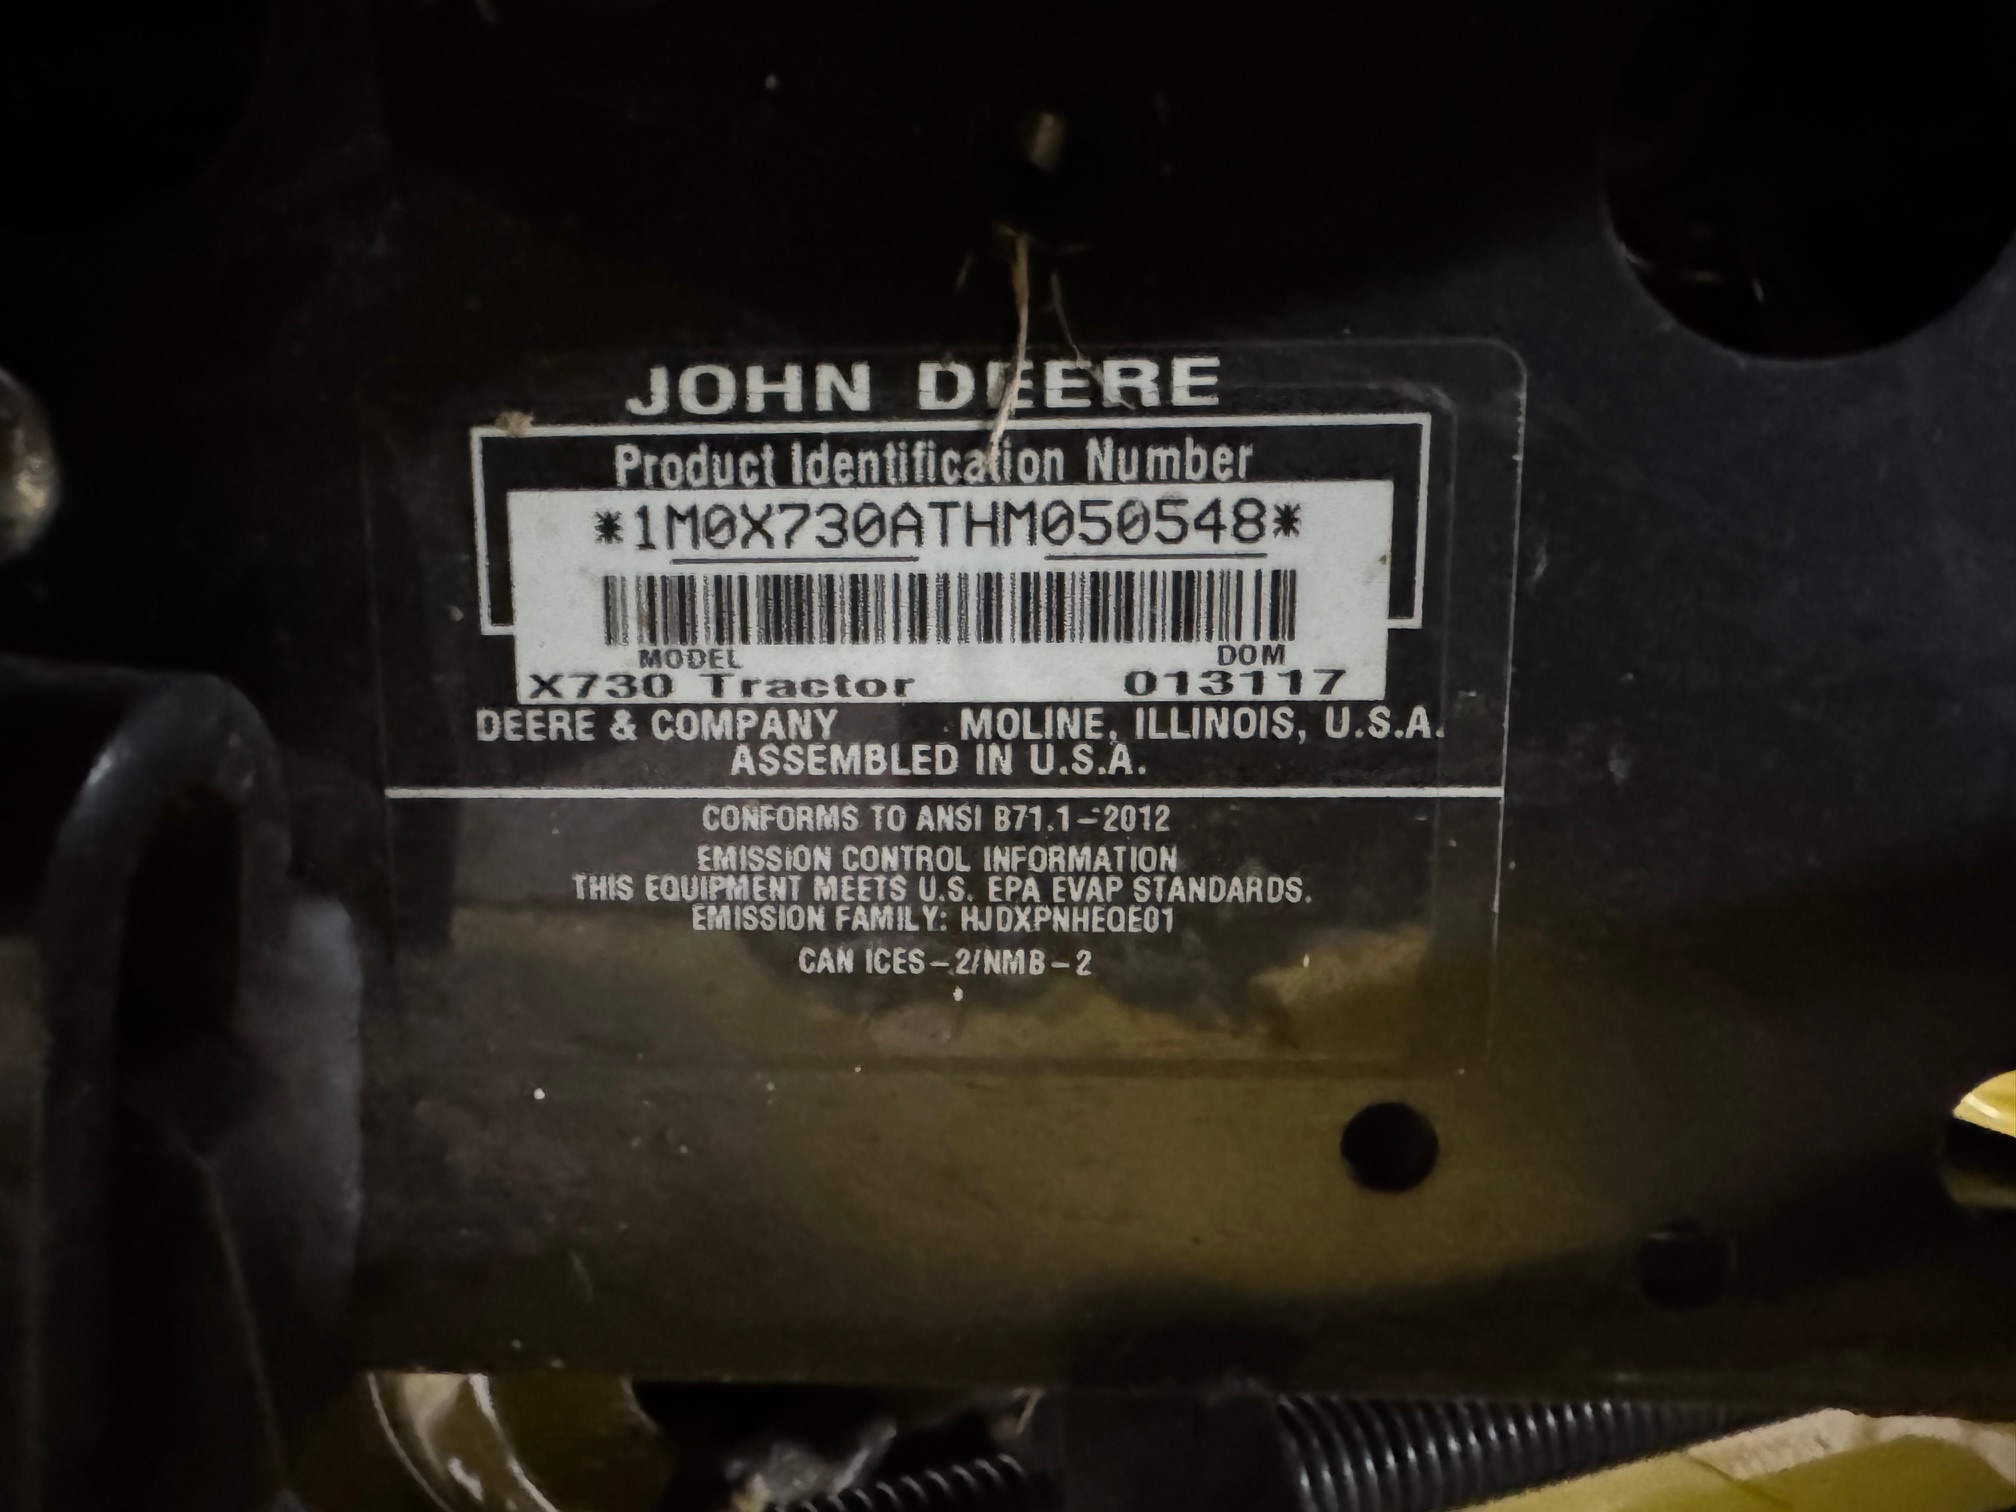 JOHN DEERE
Product Identification Number
*1M0X730ATHM050548*
MODEL DOM
X730 Tractor 013117
DEERE & COMPANY MOLINE, ILLINOIS, U.S.A.
ASSEMBLED IN U.S.A.
CONFORMS TO ANSI B71.1-2012
EMISSION CONTROL INFORMATION
THIS EQUIPMENT MEETS U.S. EPA EVAP STANDARDS.
EMISSION FAMILY: HJDXPNHEQE01
CAN ICES-2/NMB-2